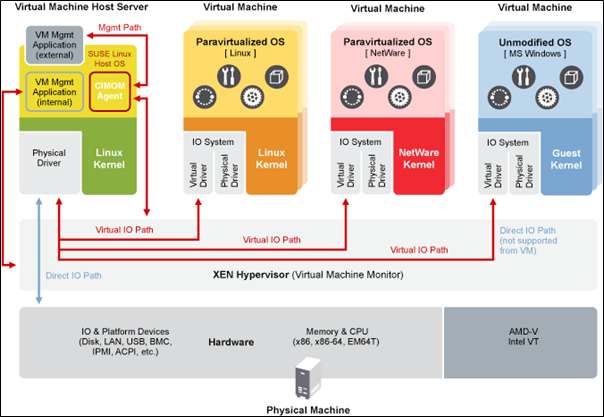 Virtual Machine Host Server
Virtual Machine
Virtual Machine
Virtual Machine
Mgmt Path
VM Mgmt
Application
(external)
SUSE Linux
Host OS
VM Mgmt
Application
(internal)
CIMOM
Agent
Physical
Driver
Linux
Kernel
Paravirtualized OS
[ Linux ]
IO System
Virtual
Driver
Physical
Driver
Linux
Kernel
Paravirtualized OS
[ NetWare ]
IO System
Virtual
Driver
Physical
Driver
NetWare
Kernel
Unmodified OS
[ MS Windows ]
IO System
Virtual
Driver
Physical
Driver
Guest
Kernel
Virtual IO Path
Virtual IO Path
Virtual IO Path
Direct IO Path
(not supported
from VM)
Direct IO Path
XEN Hypervisor (Virtual Machine Monitor)
IO & Platform Devices
(Disk, LAN, USB, BMC,
IPMI, ACPI, etc.)
Hardware
Memory & CPU
(x86, x86-64, EM64T)
AMD-V
Intel VT
Physical Machine